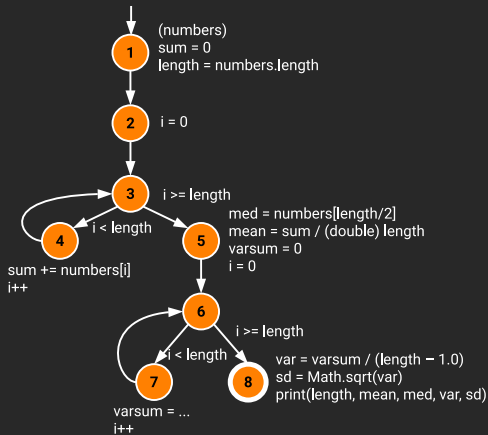 (numbers)
1
sum = 0
length = numbers.length
2
i = 0
3
i >= length
i < length
4
sum += numbers[i]
i++
5
med = numbers[length/2]
mean = sum / (double) length
varsum = 0
i = 0
6
i >= length
i < length
7
varsum = ...
i++
8
var = varsum / (length – 1.0)
sd = Math.sqrt(var)
print(length, mean, med, var, sd)